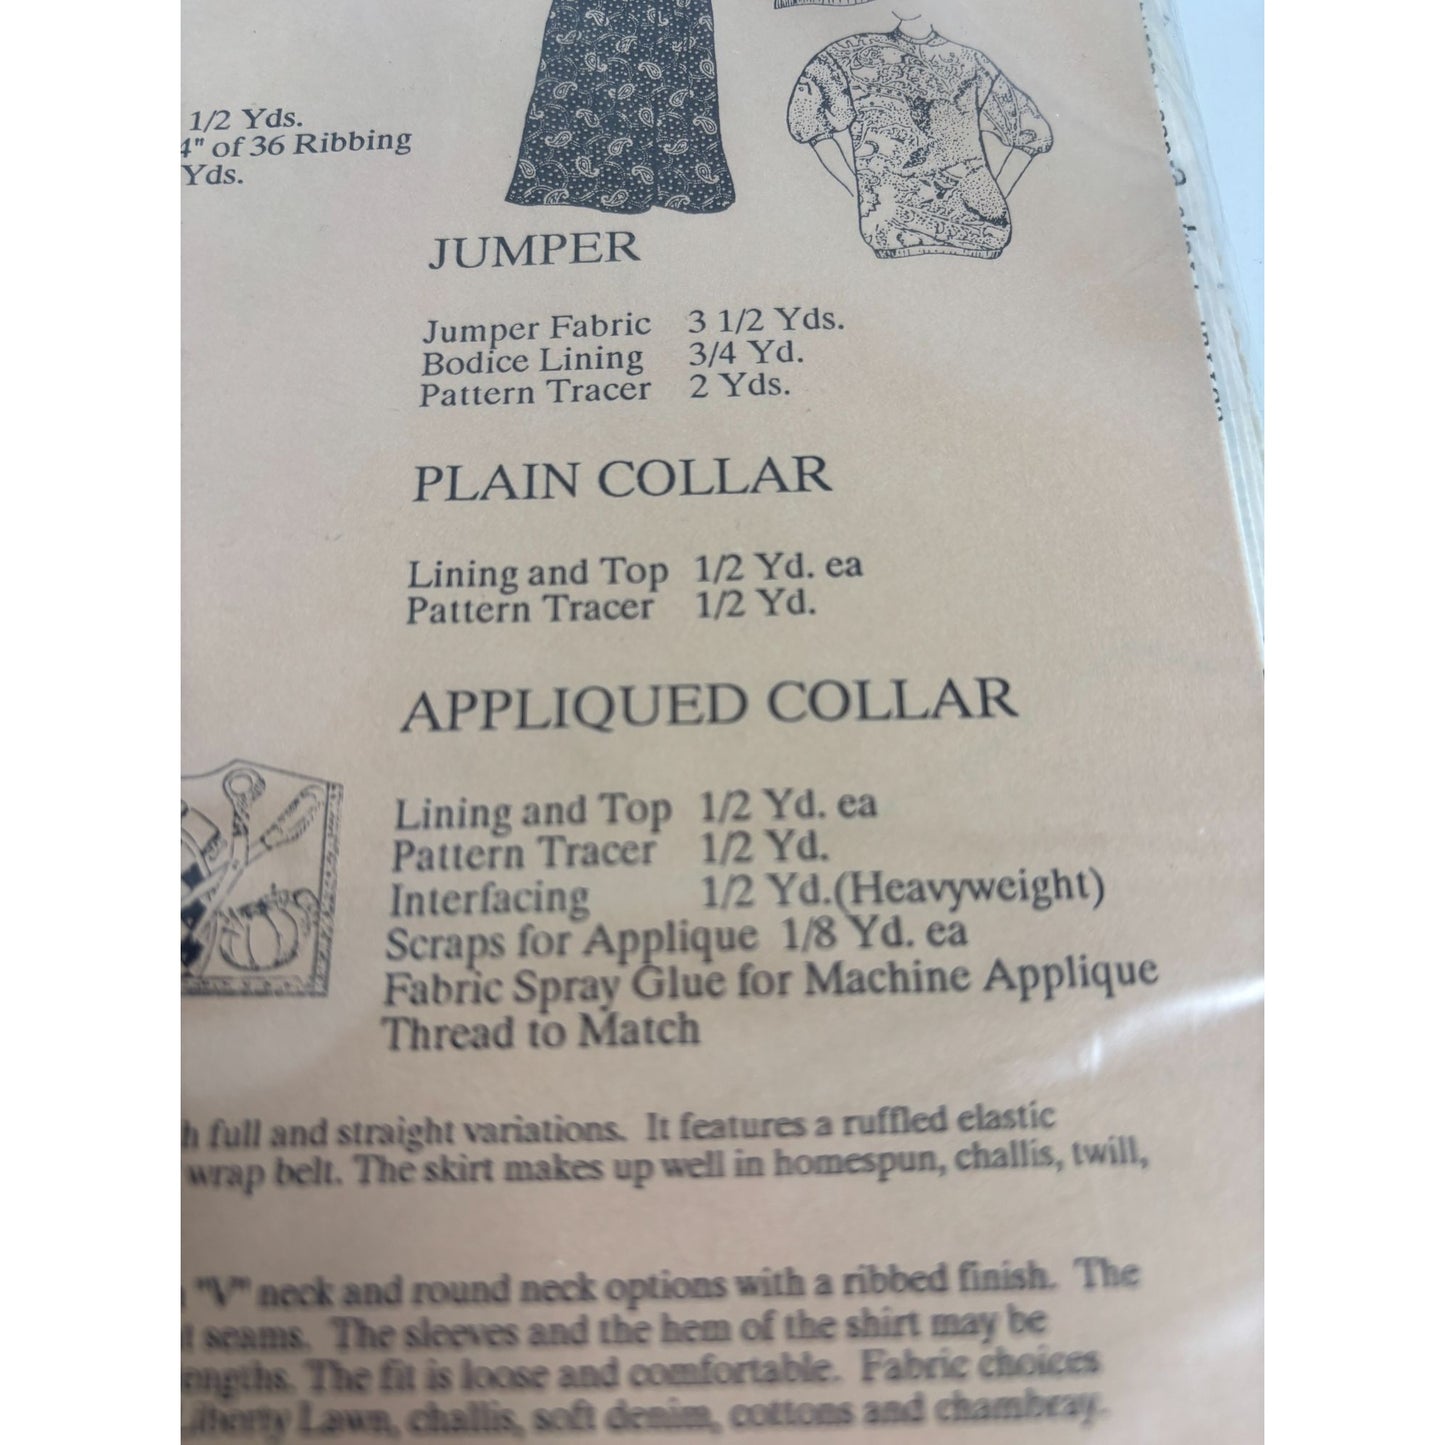 1/2 Yds.
4" of 36 Ribbing
Yds.
JUMPER
Jumper Fabric 3 1/2 Yds.
Bodice Lining 3/4 Yd.
Pattern Tracer 2 Yds.
PLAIN COLLAR
Lining and Top 1/2 Yd. ea
Pattern Tracer 1/2 Yd.
APPLIQUED COLLAR
Lining and Top 1/2 Yd. ea
Pattern Tracer 1/2 Yd.
Interfacing 1/2 Yd.(Heavyweight)
Scraps for Applique 1/8 Yd. ea
Fabric Spray Glue for Machine Applique
Thread to Match
h full and straight variations. It features a ruffled elastic
wrap belt. The skirt makes up well in homespun, challis, twill,
"V" neck and round neck options with a ribbed finish. The
t seams. The sleeves and the hem of the shirt may be
engths. The fit is loose and comfortable. Fabric choices
Liberty Lawn, challis, soft denim, cottons and chambray.